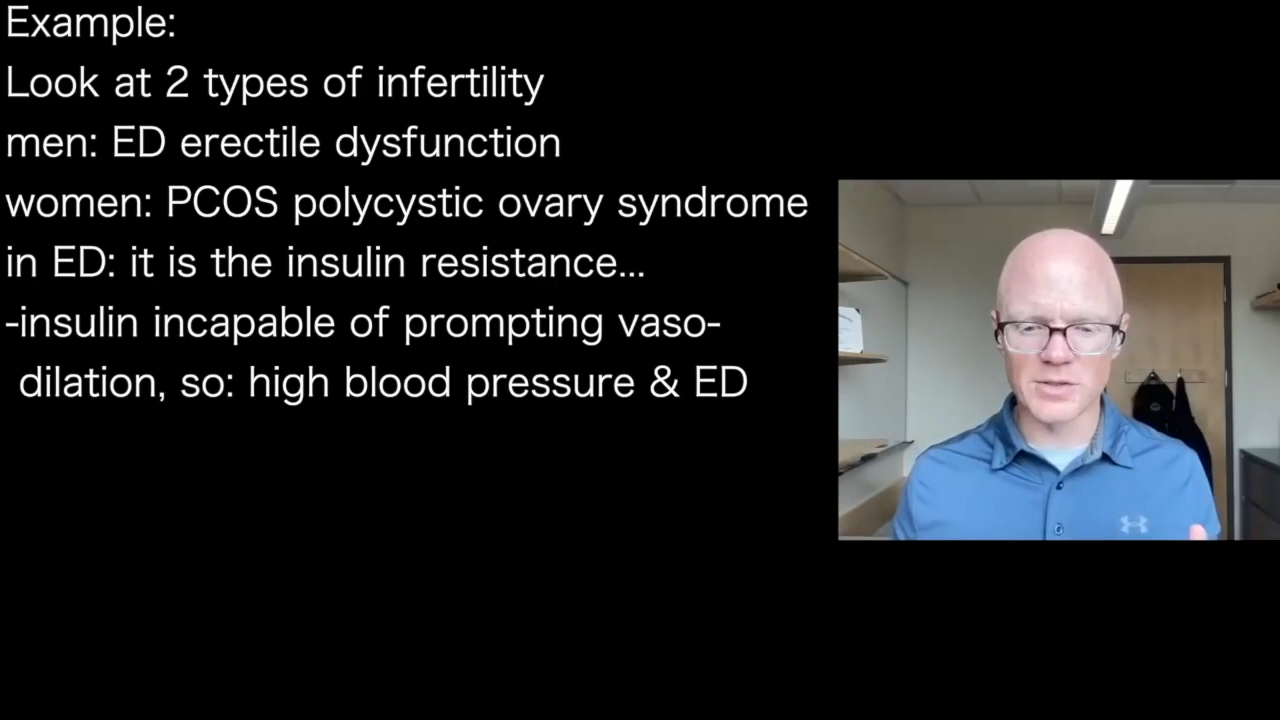 Example:
Look at 2 types of infertility
men: ED erectile dysfunction
women: PCOS polycystic ovary syndrome
in ED: it is the insulin resistance...
-insulin incapable of prompting vaso-
dilation, so: high blood pressure & ED